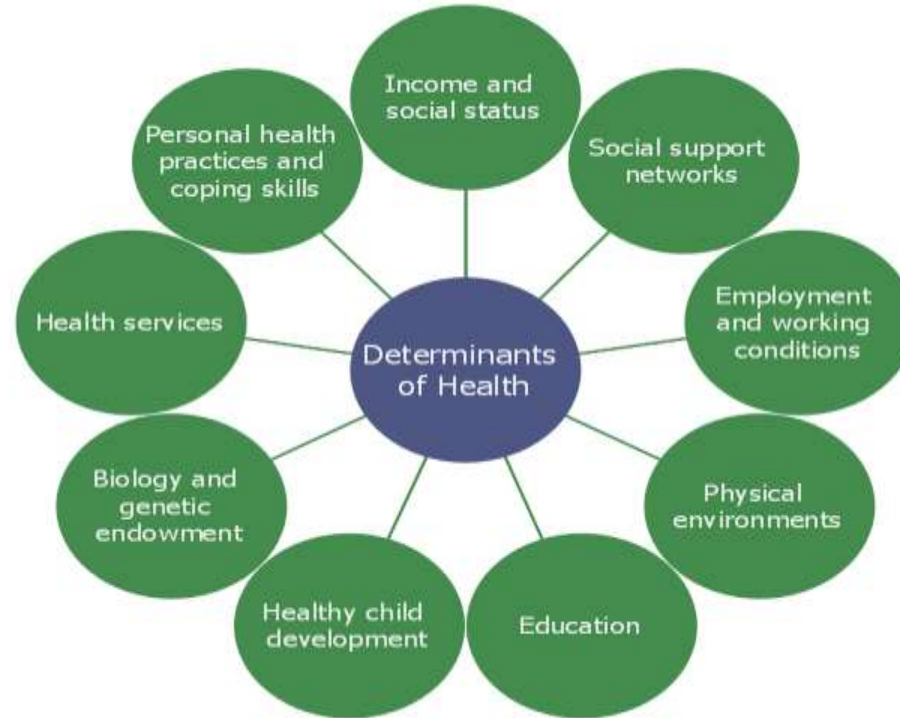 Income and
social status
Social support
networks
Employment
and working
conditions
Physical
environments
Education
Healthy child
development
Biology and
genetic
endowment
Health services
Personal health
practices and
coping skills
Determinants
of Health